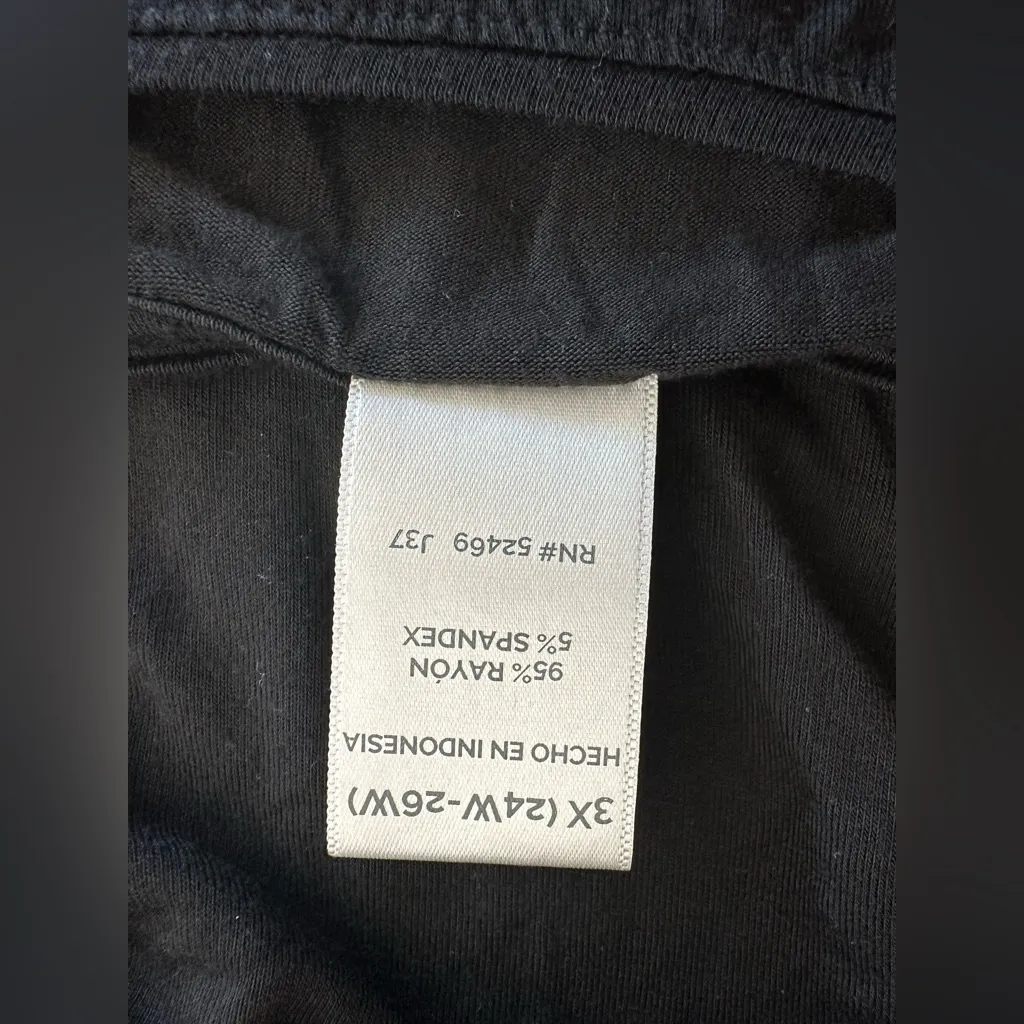 3X (24W-26W)
HECHO EN INDONESIA
95% RAYÓN
5% SPANDEX
RN# 52469 J37